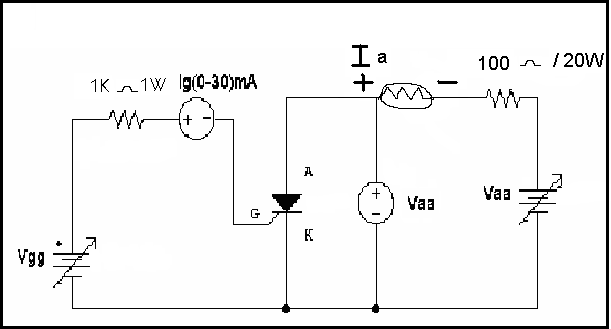 I a
100 ⌒ / 20W
1K ⌒ 1W
Ig(0-30)mA
+ -
+ -
A
G
K
+
-
Vaa
Vaa
Vgg